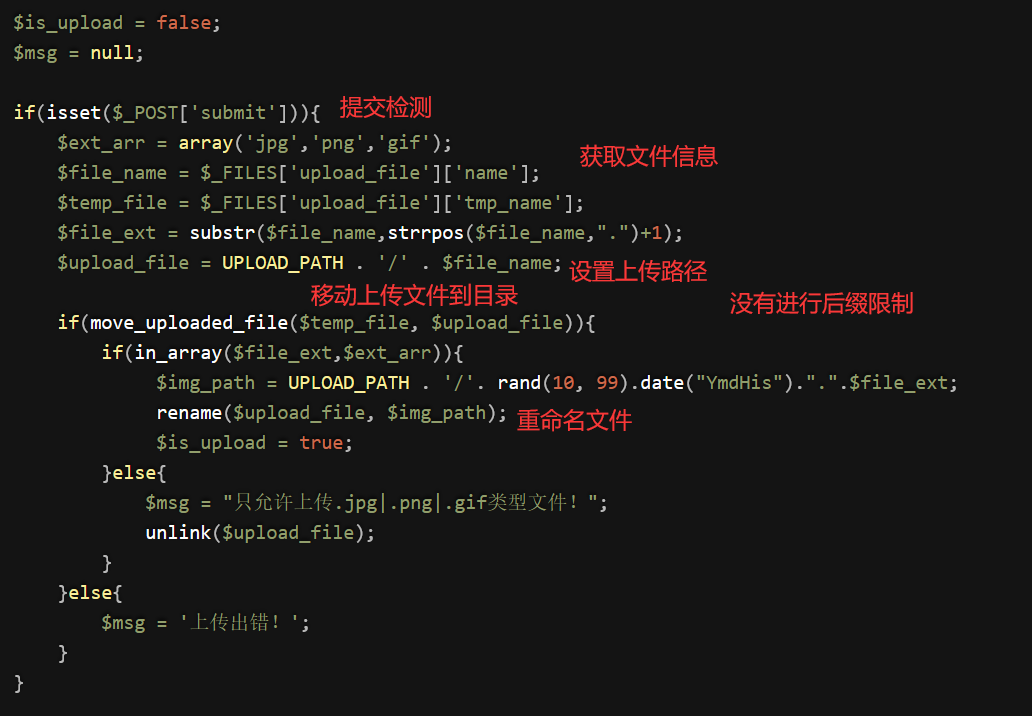 $is_upload = false;
$msg = null;
if(isset($_POST['submit'])){ 提交检测
$ext_arr = array('jpg','png','gif');
获取文件信息
$file_name = $_FILES['upload_file']['name'];
$temp_file = $_FILES['upload_file']['tmp_name'];
$file_ext = substr($file_name,strrpos($file_name,".")+1);
$upload_file = UPLOAD_PATH . '/' . $file_name; 设置上传路径
移动上传文件到目录 没有进行后缀限制
if(move_uploaded_file($temp_file, $upload_file)){
if(in_array($file_ext,$ext_arr)){
$img_path = UPLOAD_PATH . '/'. rand(10, 99).date("YmdHis").".".$file_ext;
rename($upload_file, $img_path); 重命名文件
$is_upload = true;
}else{
$msg = "只允许上传.jpg|.png|.gif类型文件！";
unlink($upload_file);
}
}else{
$msg = '上传出错！';
}
}